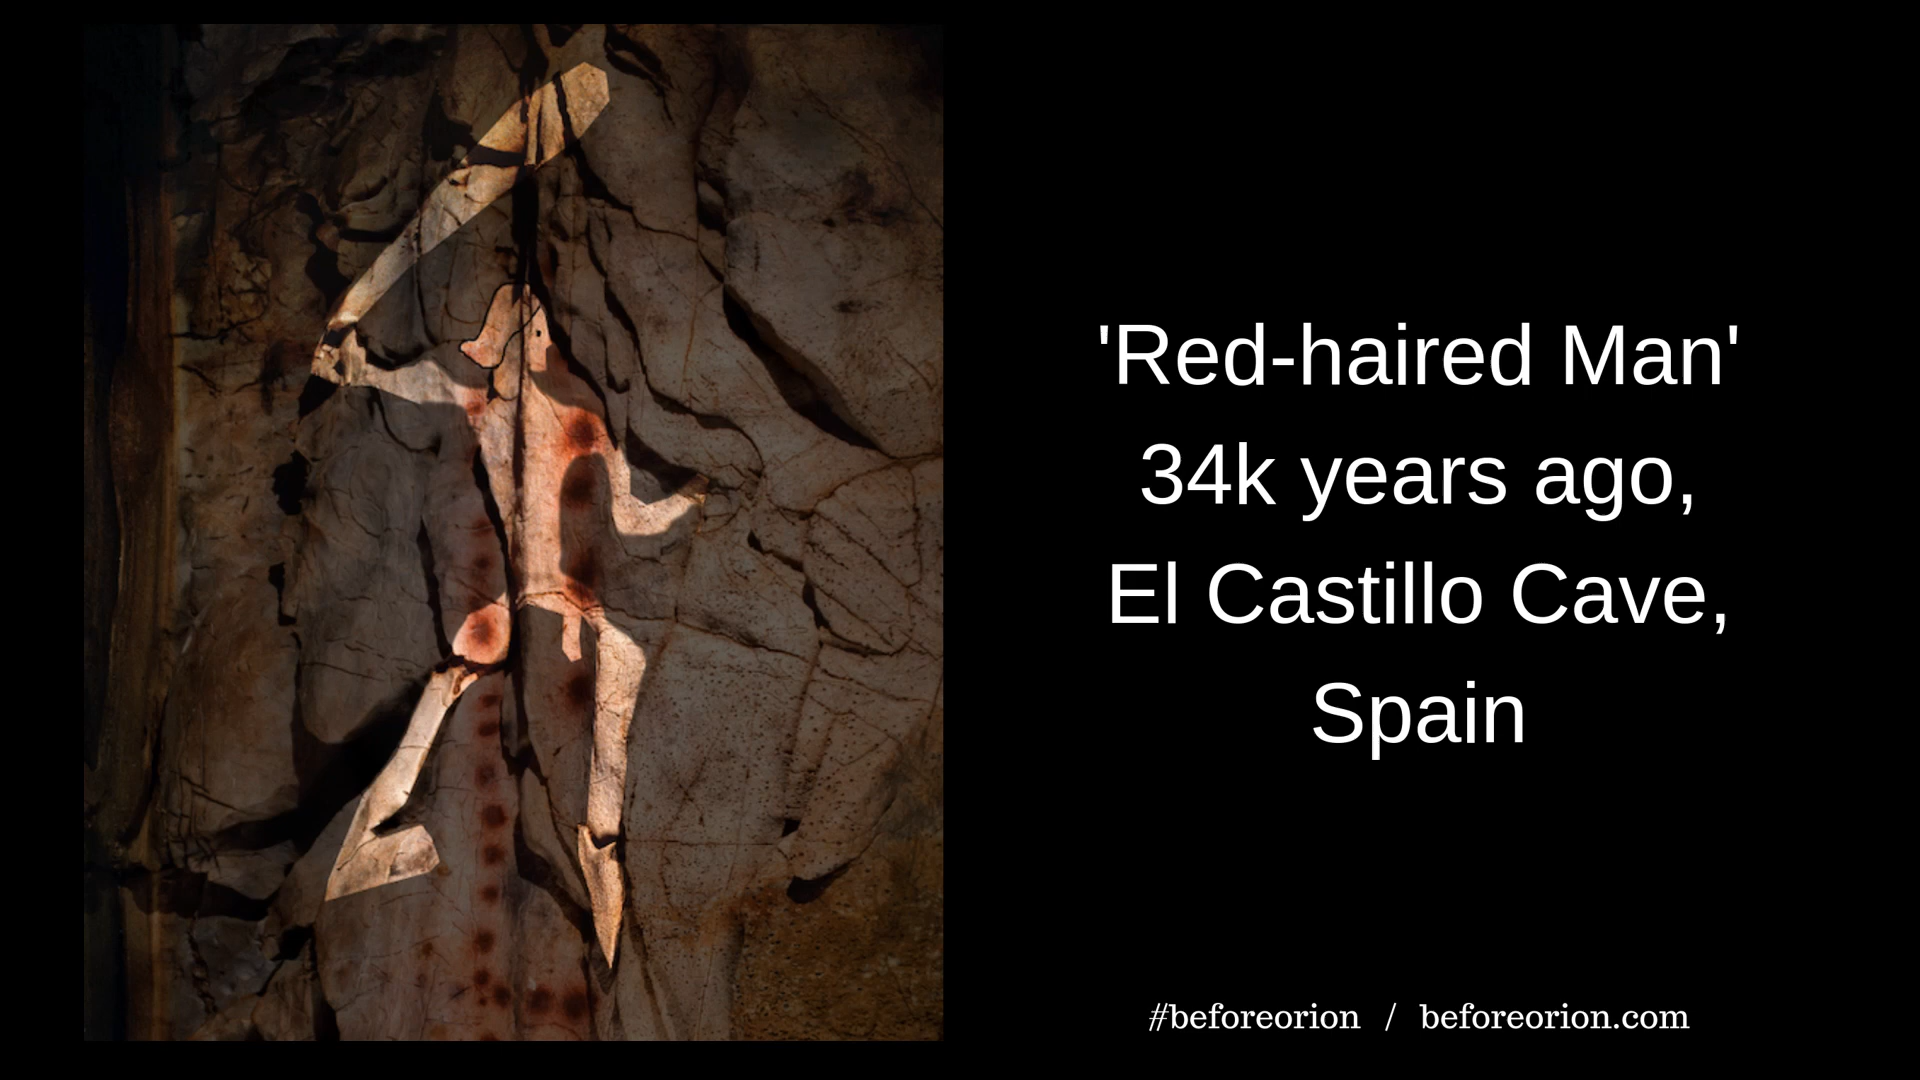 'Red-haired Man'
34k years ago,
El Castillo Cave,
Spain
#beforeorion / beforeorion.com